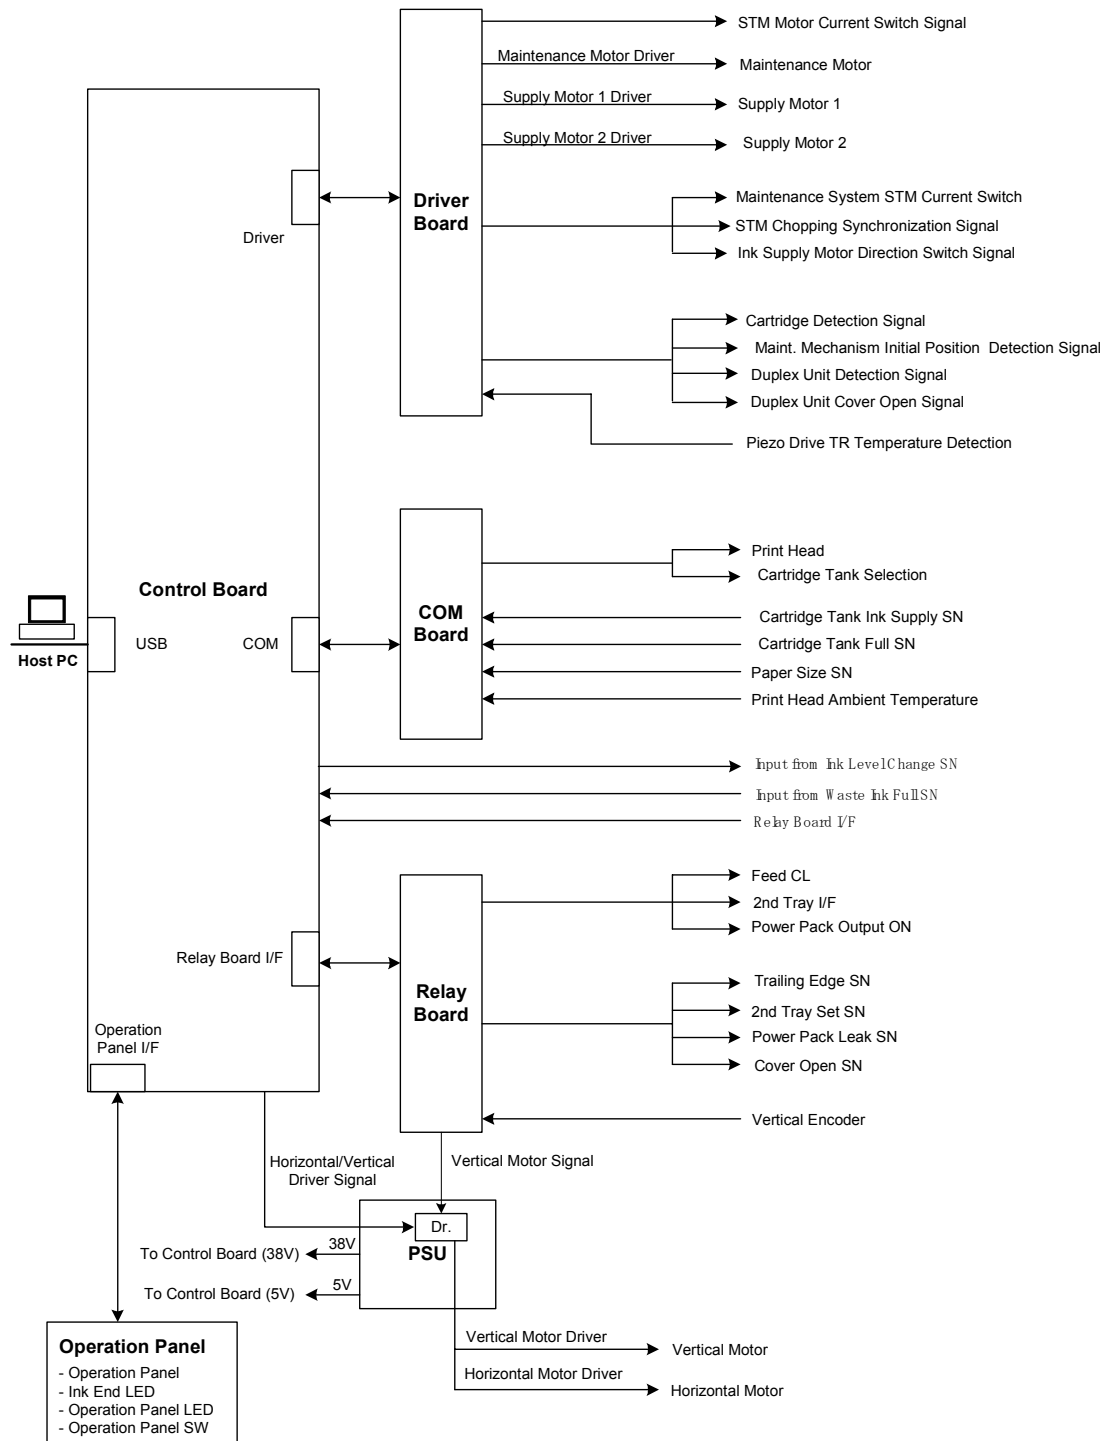 STM Motor Current Switch Signal
Maintenance Motor Driver
Maintenance Motor
Supply Motor 1 Driver
Supply Motor 1
Supply Motor 2 Driver
Supply Motor 2
Driver
Board
Driver
Maintenance System STM Current Switch
STM Chopping Synchronization Signal
Ink Supply Motor Direction Switch Signal
Cartridge Detection Signal
Maint. Mechanism Initial Position Detection Signal
Duplex Unit Detection Signal
Duplex Unit Cover Open Signal
Piezo Drive TR Temperature Detection
Control Board
Host PC
USB
COM
COM
Board
Print Head
Cartridge Tank Selection
Cartridge Tank Ink Supply SN
Cartridge Tank Full SN
Paper Size SN
Print Head Ambient Temperature
Input from Ink Level Change SN
Input from Waste Ink Full SN
Relay Board I/F
Relay Board I/F
Relay
Board
Feed CL
2nd Tray I/F
Power Pack Output ON
Trailing Edge SN
2nd Tray Set SN
Power Pack Leak SN
Cover Open SN
Vertical Encoder
Operation
Panel I/F
Horizontal/Vertical
Driver Signal
Vertical Motor Signal
Dr.
PSU
To Control Board (38V)
38V
To Control Board (5V)
5V
Vertical Motor Driver
Vertical Motor
Horizontal Motor Driver
Horizontal Motor
Operation Panel
- Operation Panel
- Ink End LED
- Operation Panel LED
- Operation Panel SW